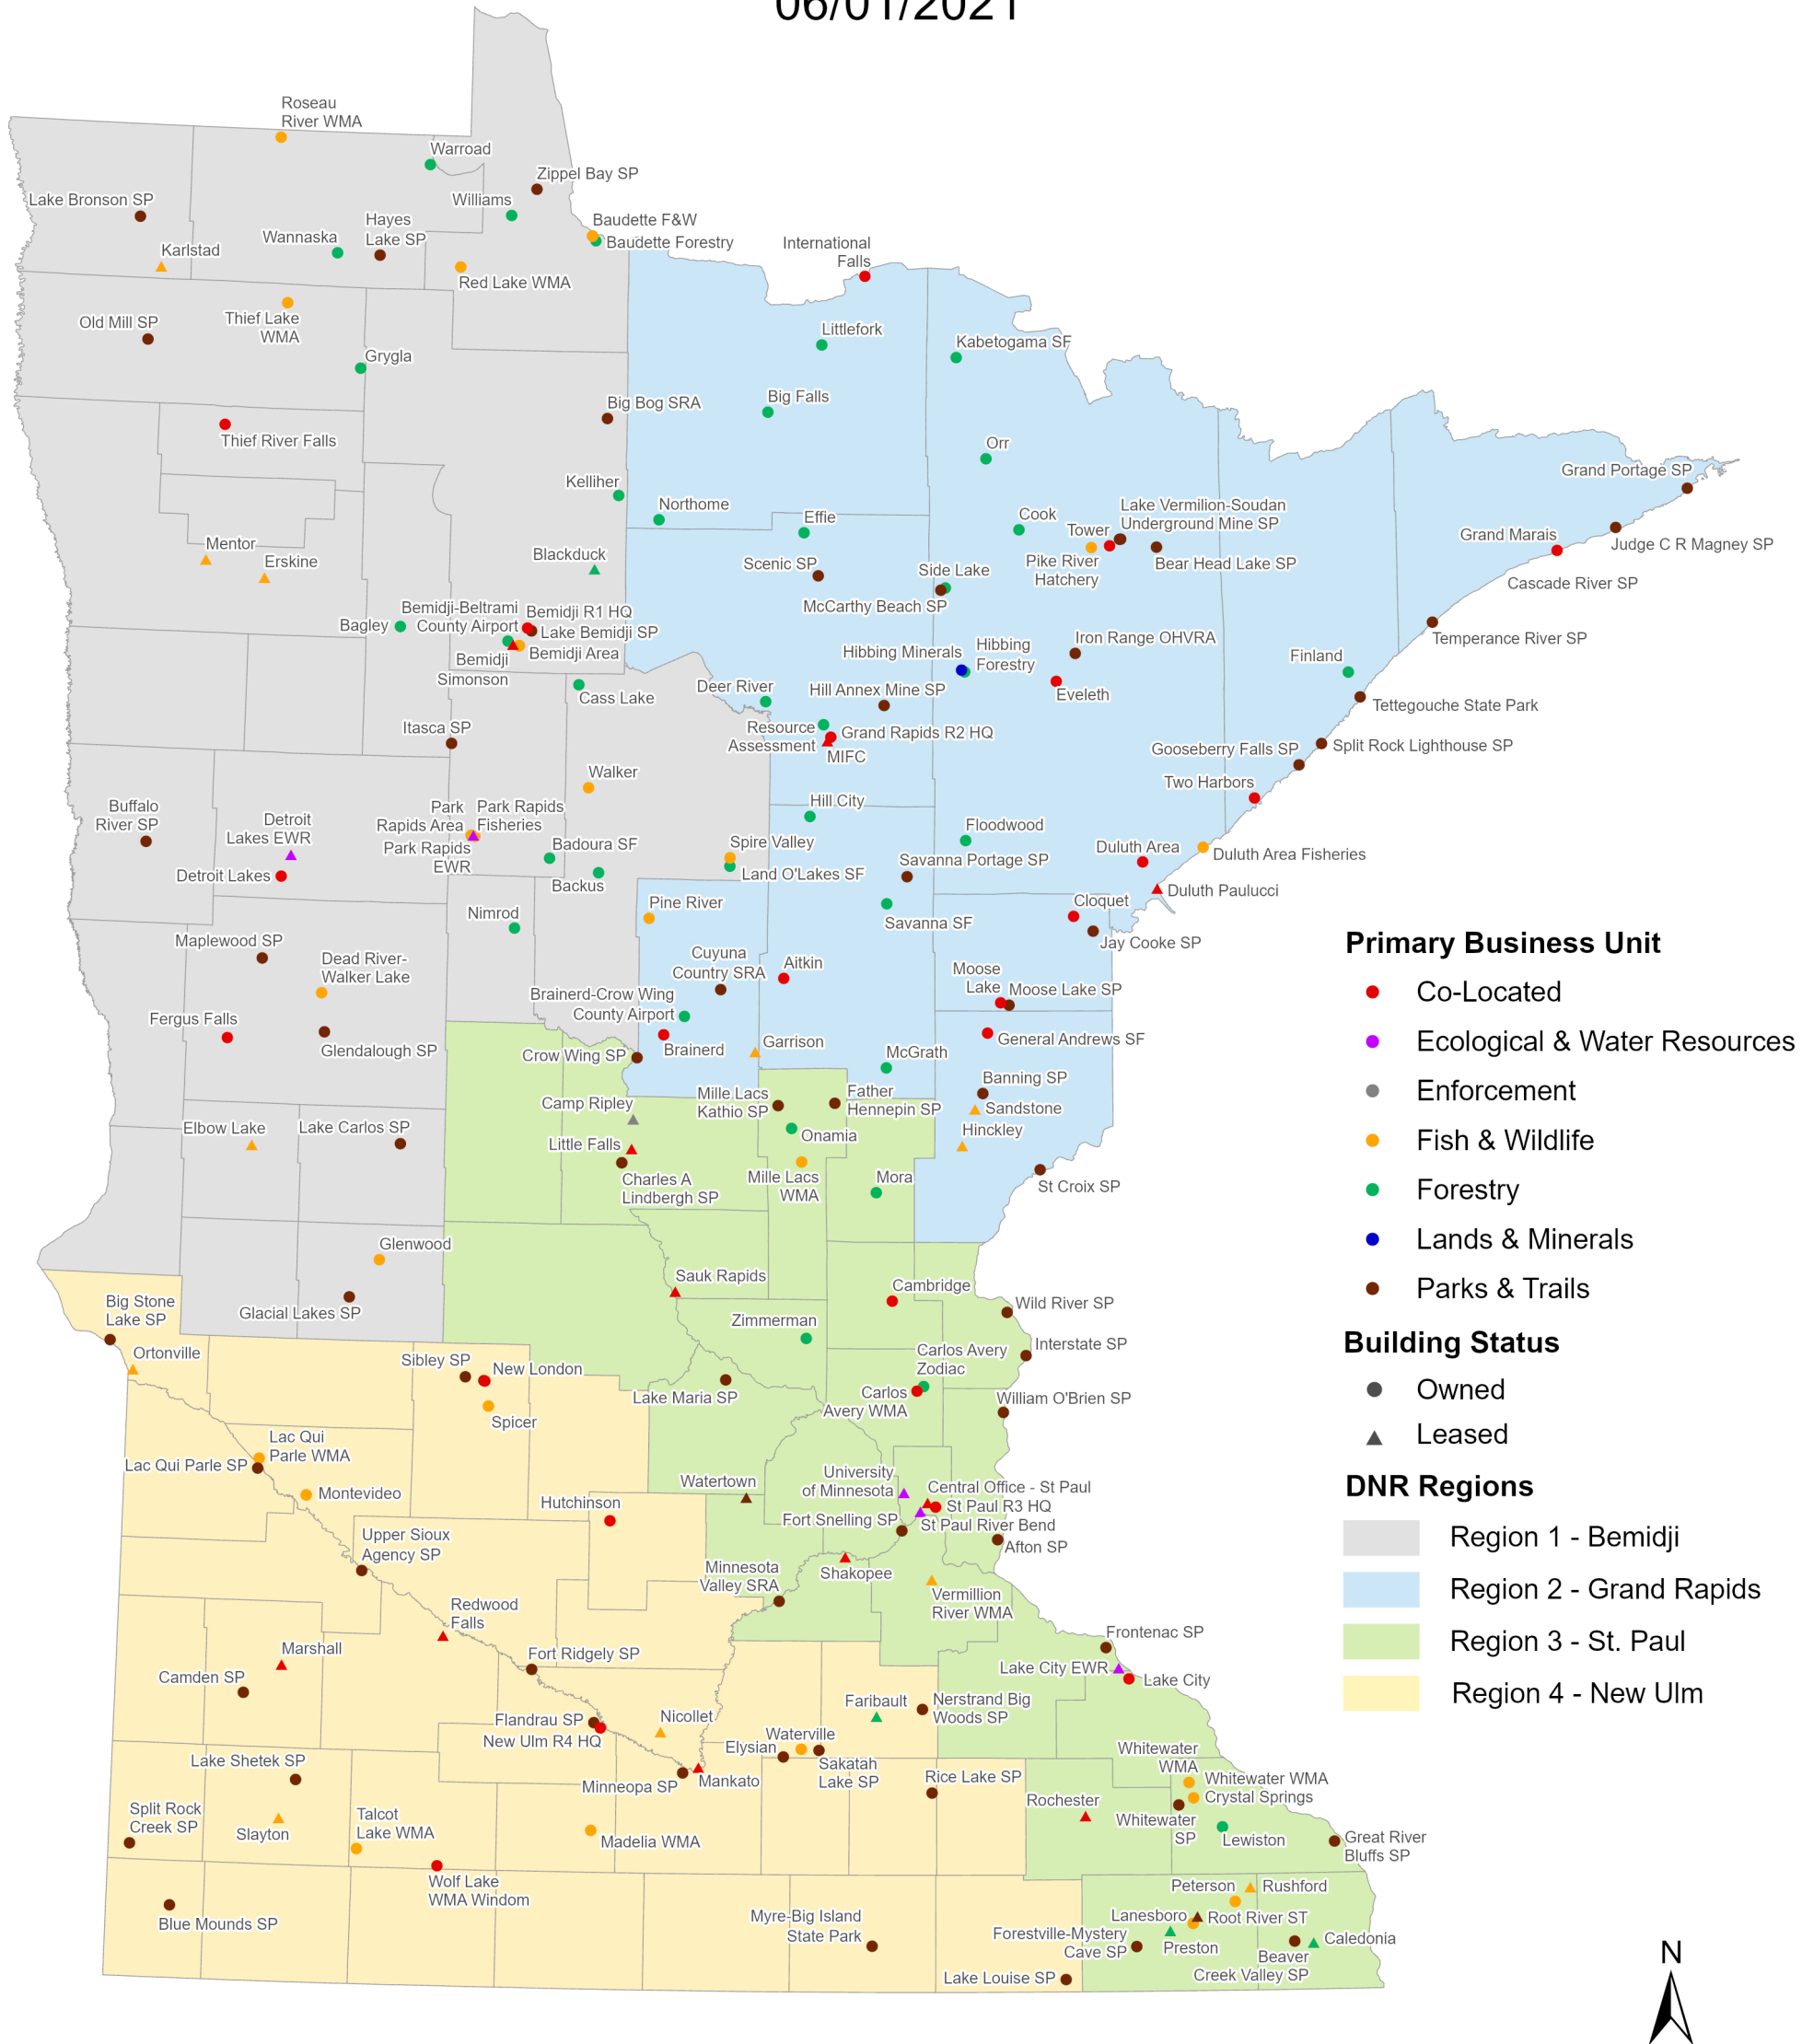 06/01/2021
Roseau
River WMA
Warroad
Zippel Bay SP
Lake Bronson SP
Williams
Hayes
Lake SP
Baudette F&W
Wannaska
Baudette Forestry
International
Falls
Karlstad
Red Lake WMA
Old Mill SP
Thief Lake
WMA
Littlefork
Kabetogama SF
Grygla
Big Bog SRA
Big Falls
Thief River Falls
Orr
Grand Portage SP
Kelliher
Northome
Effie
Cook
Lake Vermilion-Soudan
Underground Mine SP
Tower
Grand Marais
Judge C R Magney SP
Mentor
Erskine
Blackduck
Scenic SP
Side Lake
Pike River
Hatchery
Bear Head Lake SP
Cascade River SP
McCarthy Beach SP
Bemidji-Beltrami
County Airport
Bemidji R1 HQ
Bagley
Lake Bemidji SP
Temperance River SP
Bemidji
Simonson
Bemidji Area
Hibbing Minerals
Hibbing
Forestry
Iron Range OHVRA
Finland
Cass Lake
Deer River
Hill Annex Mine SP
Eveleth
Tettegouche State Park
Itasca SP
Resource
Assessment
Grand Rapids R2 HQ
MIFC
Gooseberry Falls SP
Split Rock Lighthouse SP
Walker
Two Harbors
Buffalo
River SP
Detroit
Lakes EWR
Park
Rapids Area
Park Rapids
Fisheries
Park Rapids
EWR
Hill City
Floodwood
Badoura SF
Spire Valley
Savanna Portage SP
Duluth Area
Duluth Area Fisheries
Detroit Lakes
Backus
Land O'Lakes SF
Duluth Paulucci
Nimrod
Pine River
Savanna SF
Cloquet
Jay Cooke SP
Maplewood SP
Dead River-
Walker Lake
Cuyuna
Country SRA
Aitkin
Moose
Lake
Moose Lake SP
Brainerd-Crow Wing
County Airport
Fergus Falls
Glendalough SP
Crow Wing SP
Brainerd
Garrison
General Andrews SF
McGrath
Banning SP
Camp Ripley
Mille Lacs
Kathio SP
Father
Hennepin SP
Sandstone
Elbow Lake
Lake Carlos SP
Little Falls
Onamia
Hinckley
Charles A
Lindbergh SP
Mille Lacs
WMA
Mora
St Croix SP
Glenwood
Glacial Lakes SP
Sauk Rapids
Cambridge
Big Stone
Lake SP
Wild River SP
Zimmerman
Ortonville
Sibley SP
New London
Carlos Avery
Zodiac
Interstate SP
Lake Maria SP
Carlos
Avery WMA
William O'Brien SP
Spicer
Lac Qui
Parle WMA
Lac Qui Parle SP
Montevideo
Watertown
University
of Minnesota
Central Office - St Paul
St Paul R3 HQ
Hutchinson
Fort Snelling SP
St Paul River Bend
Upper Sioux
Agency SP
Afton SP
Minnesota
Valley SRA
Shakopee
Vermillion
River WMA
Redwood
Falls
Marshall
Fort Ridgely SP
Frontenac SP
Camden SP
Lake City EWR
Lake City
Flandrau SP
New Ulm R4 HQ
Nicollet
Faribault
Nerstrand Big
Woods SP
Elysian
Waterville
Sakatah
Lake SP
Lake Shetek SP
Minneopa SP
Mankato
Rice Lake SP
Whitewater
WMA
Whitewater WMA
Crystal Springs
Rochester
Whitewater
SP
Split Rock
Creek SP
Slayton
Talcot
Lake WMA
Madelia WMA
Lewiston
Great River
Bluffs SP
Wolf Lake
WMA Windom
Peterson
Rushford
Blue Mounds SP
Myre-Big Island
State Park
Lanesboro
Root River ST
Forestville-Mystery
Cave SP
Preston
Caledonia
Beaver
Creek Valley SP
Lake Louise SP
Primary Business Unit
Co-Located
Ecological & Water Resources
Enforcement
Fish & Wildlife
Forestry
Lands & Minerals
Parks & Trails
Building Status
Owned
Leased
DNR Regions
Region 1 - Bemidji
Region 2 - Grand Rapids
Region 3 - St. Paul
Region 4 - New Ulm
N